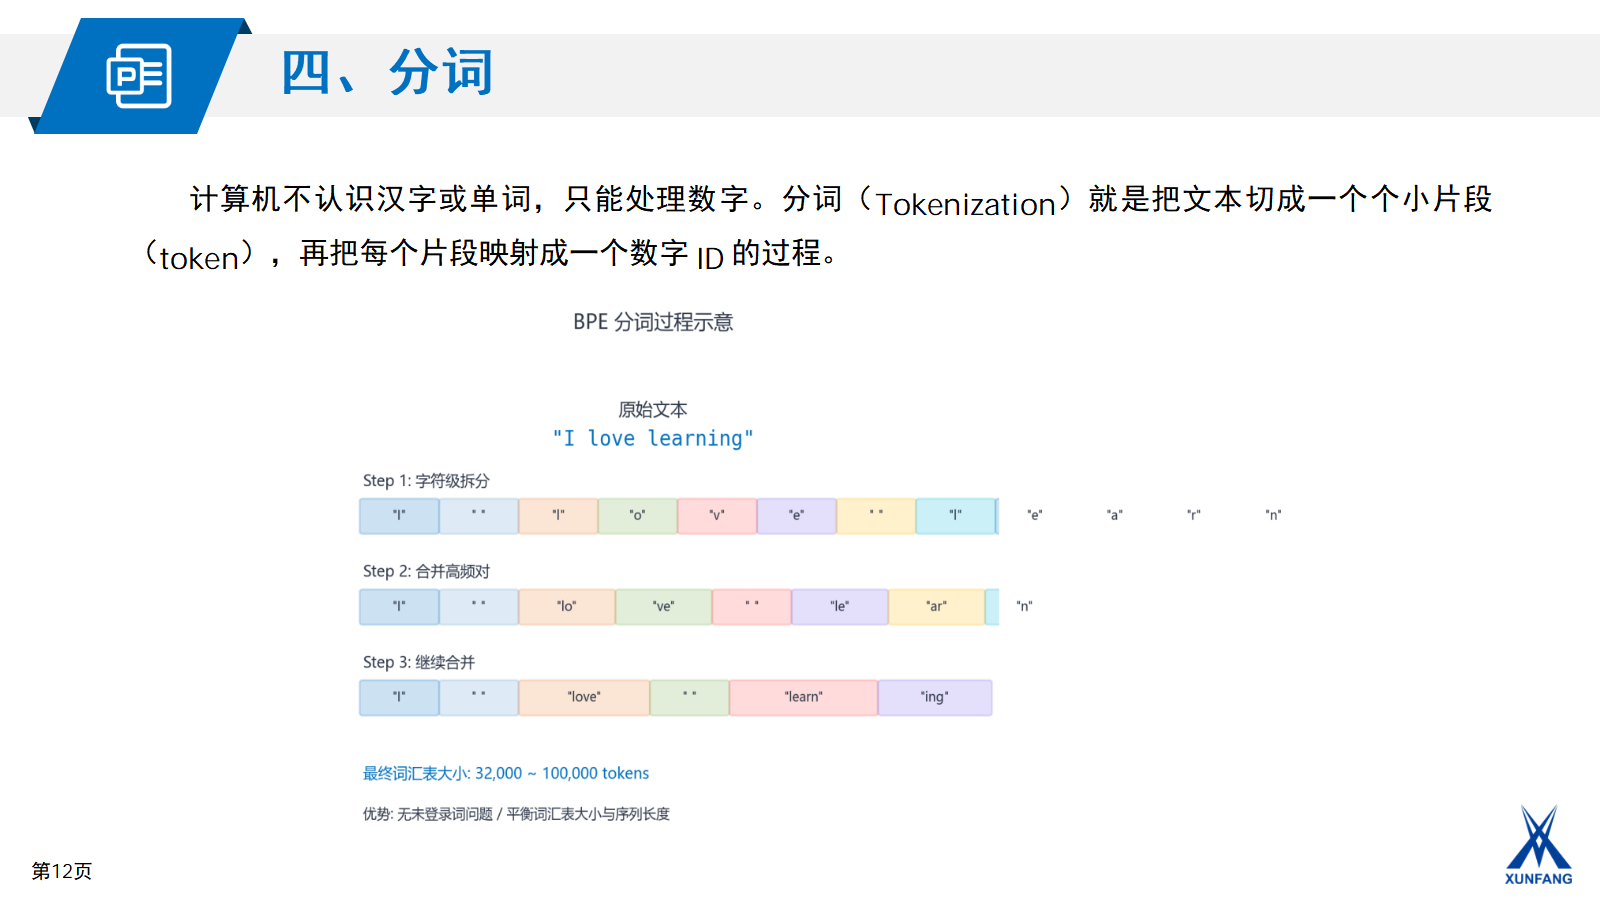 四、分词
计算机不认识汉字或单词，只能处理数字。分词（Tokenization）就是把文本切成一个个小片段
（token），再把每个片段映射成一个数字 ID 的过程。
BPE 分词过程示意
原始文本
"I love learning"
Step 1: 字符级拆分
"I" " " "l" "o" "v" "e" " " "l" "e" "a" "r" "n"
Step 2: 合并高频对
"I" " " "lo" "ve" " " "le" "ar" "n"
Step 3: 继续合并
"I" " " "love" " " "learn" "ing"
最终词汇表大小: 32,000 ~ 100,000 tokens
优势: 无未登录词问题 / 平衡词汇表大小与序列长度
第12页
XUNFANG